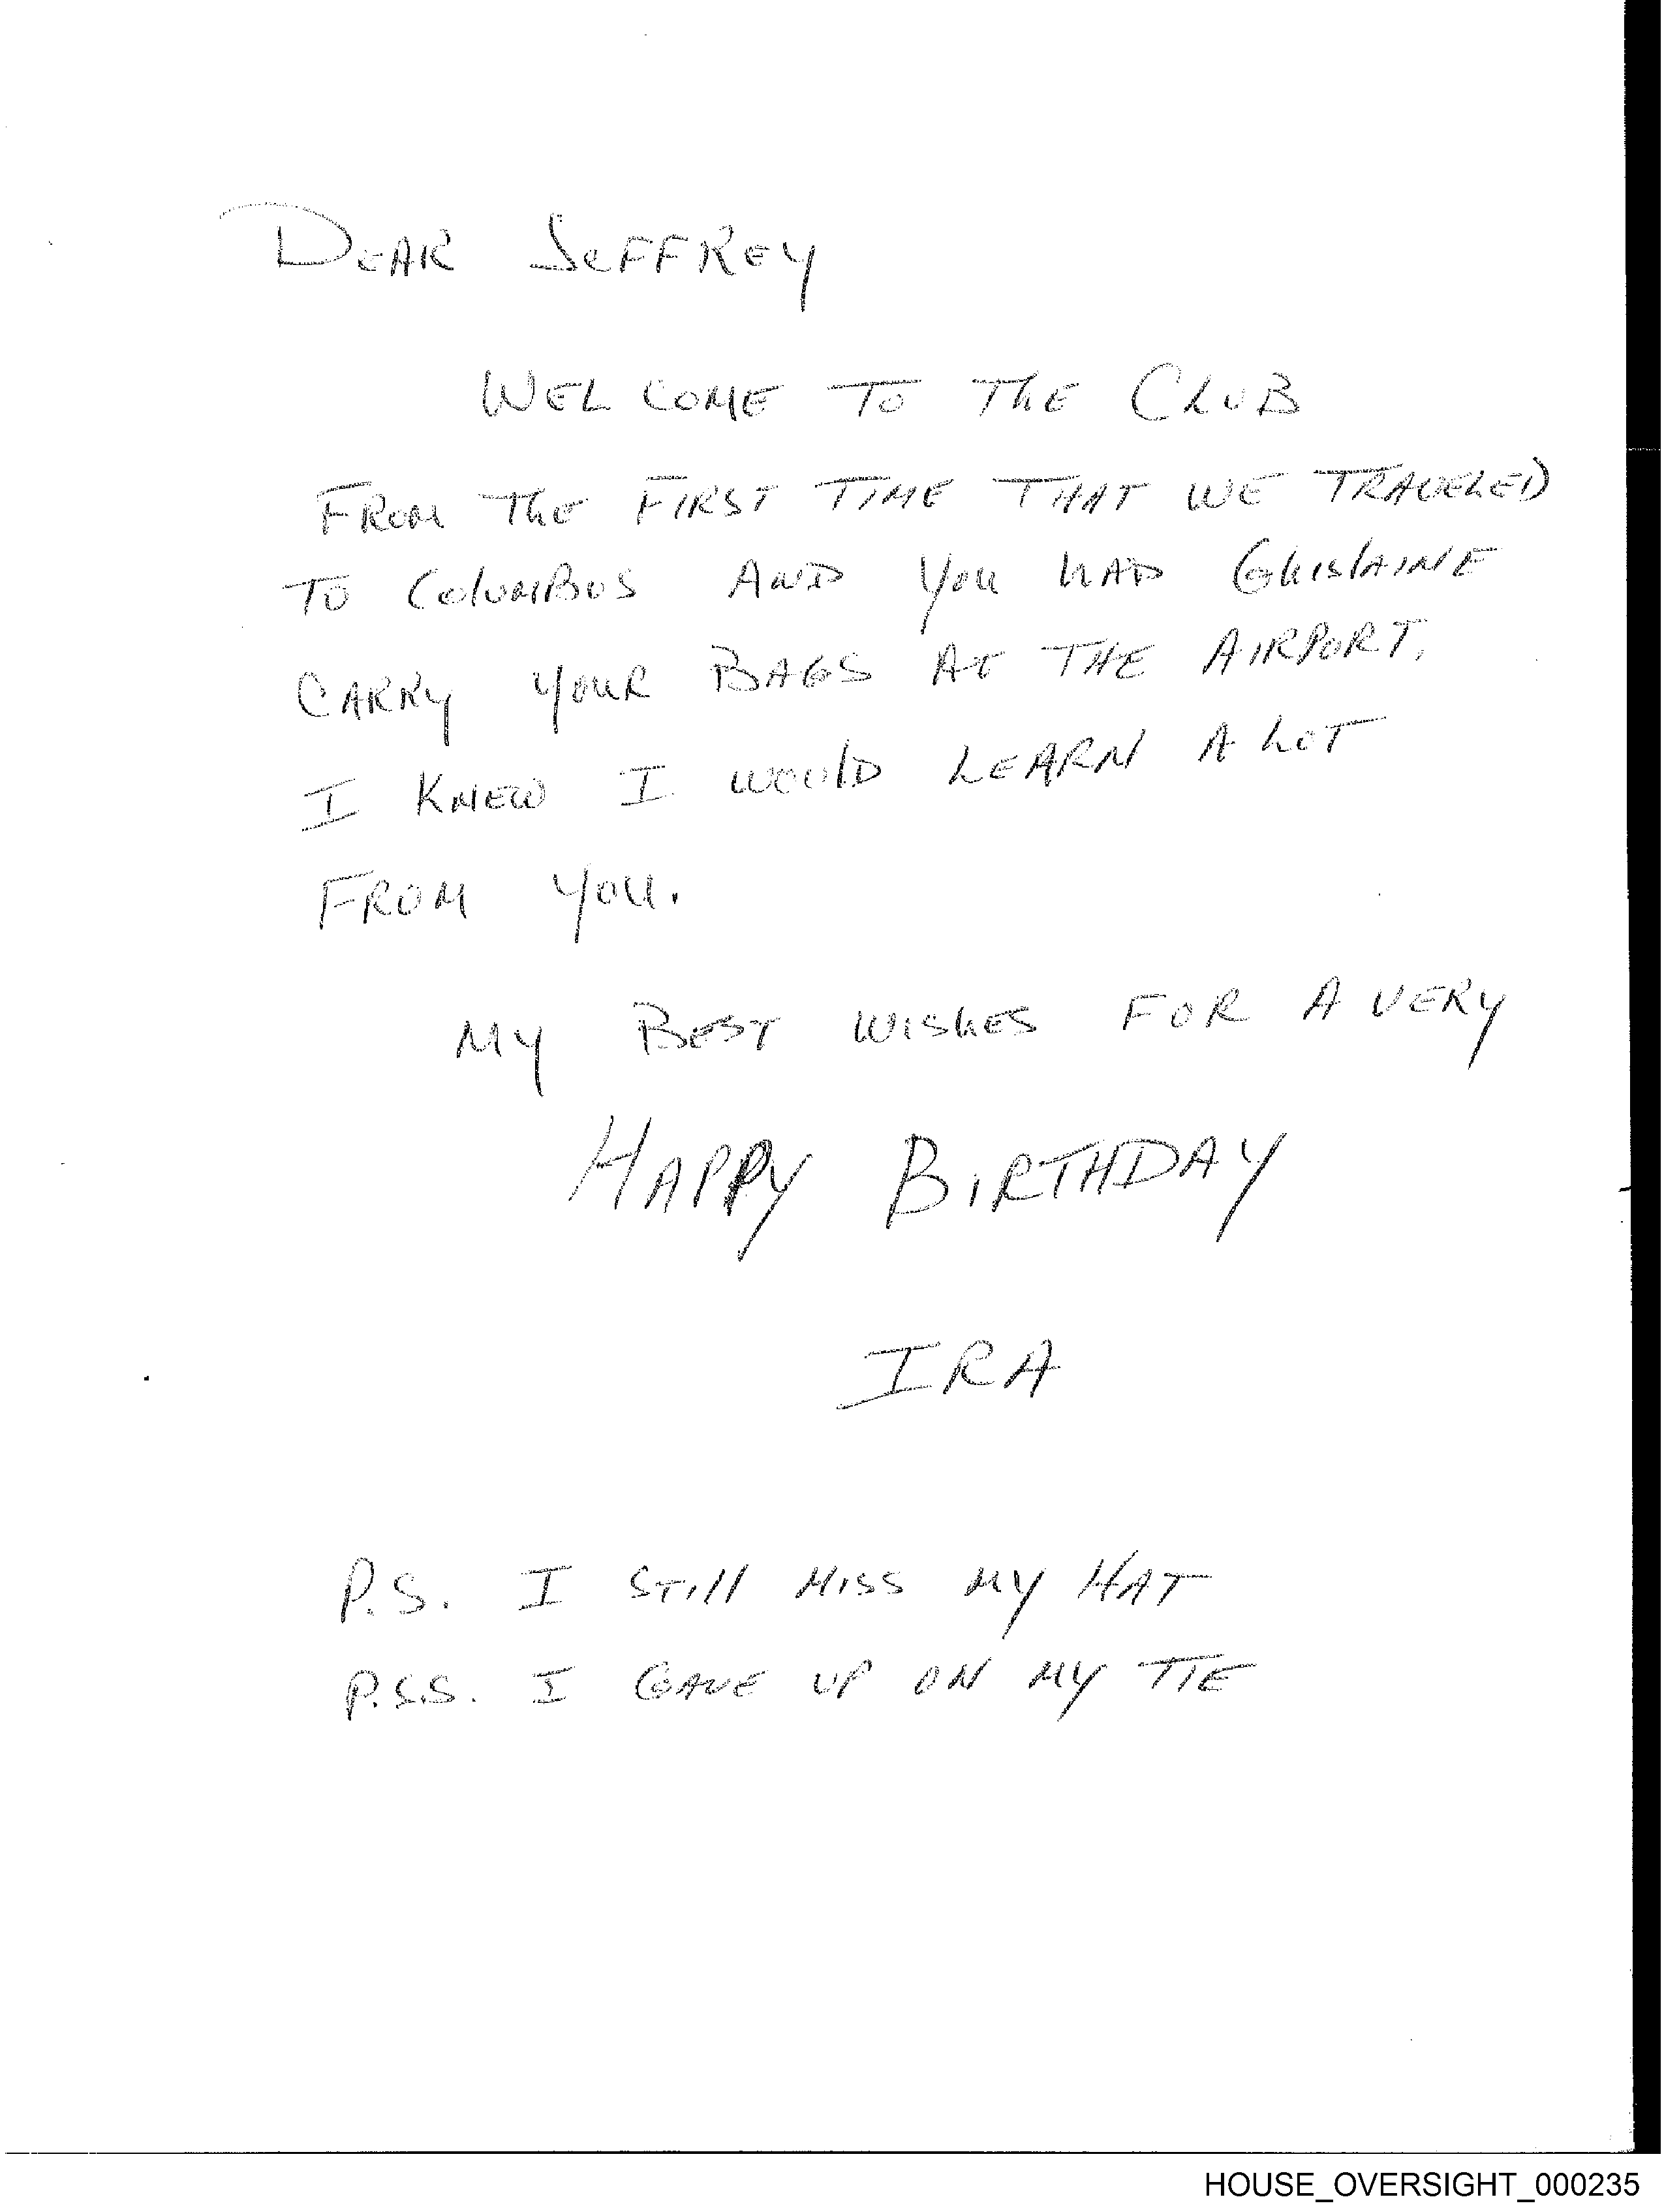 DEAR JEFFREY
WELCOME TO THE CLUB
FROM THE FIRST TIME THAT WE TRAVELED
TO COLUMBUS AND YOU HAD GHISLAINE
CARRY YOUR BAGS AT THE AIRPORT.
I KNEW I WOULD LEARN A LOT
FROM YOU.
MY BEST WISHES FOR A VERY
HAPPY BIRTHDAY
IRA
P.S. I STILL MISS MY HAT
P.S.S. I GAVE UP ON MY TIE
HOUSE_OVERSIGHT_000235